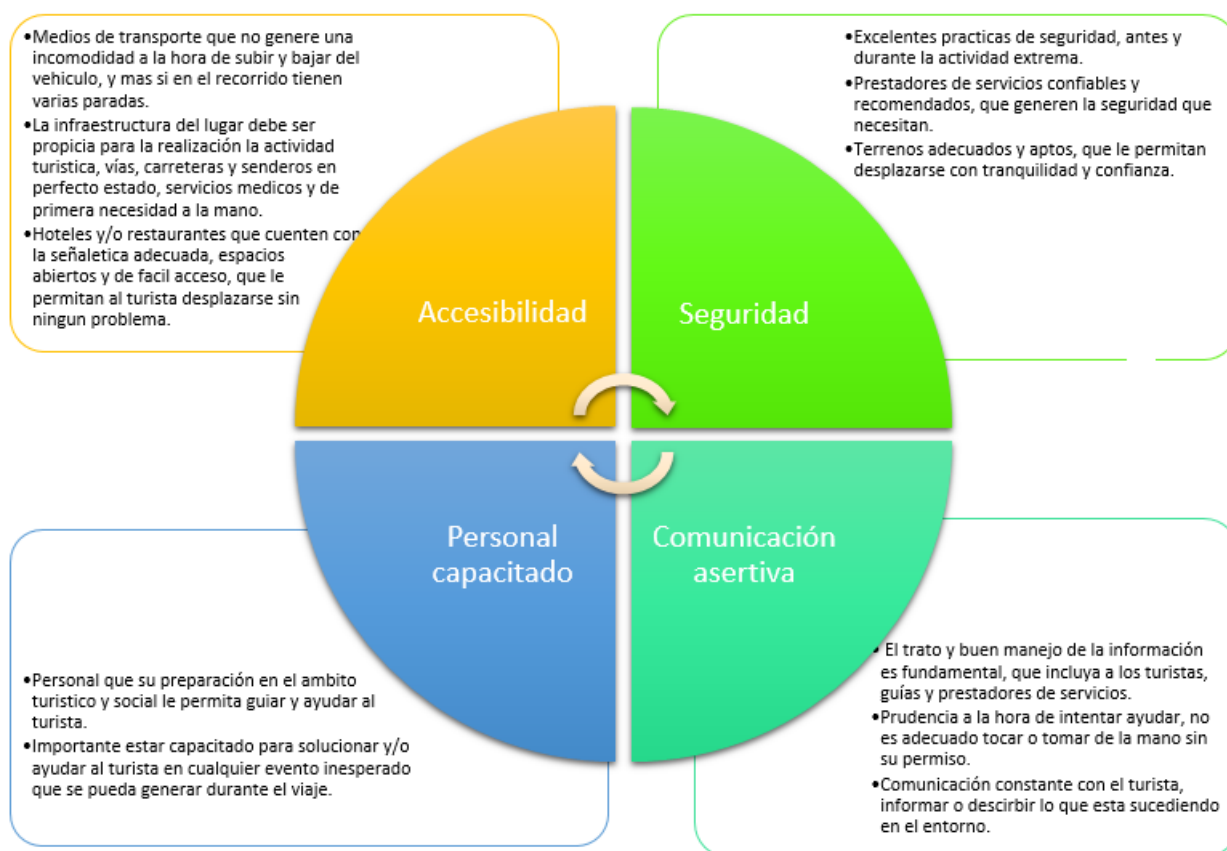 •Medios de transporte que no genere una
incomodidad a la hora de subir y bajar del
vehiculo, y mas si en el recorrido tienen
varias paradas.
•La infraestructura del lugar debe ser
propicia para la realización la actividad
turistica, vías, carreteras y senderos en
perfecto estado, servicios medicos y de
primera necesidad a la mano.
•Hoteles y/o restaurantes que cuenten con
la señaletica adecuada, espacios
abiertos y de facil acceso, que le
permitan al turista desplazarse sin
ningun problema.
•Excelentes practicas de seguridad, antes y
durante la actividad extrema.
•Prestadores de servicios confiables y
recomendados, que generen la seguridad que
necesitan.
•Terrenos adecuados y aptos, que le permitan
desplazarse con tranquilidad y confianza.
Accesibilidad
Seguridad
Personal
capacitado
Comunicación
asertiva
•Personal que su preparación en el ambito
turistico y social le permita guiar y ayudar al
turista.
•Importante estar capacitado para solucionar y/o
ayudar al turista en cualquier evento inesperado
que se pueda generar durante el viaje.
• El trato y buen manejo de la información
es fundamental, que incluya a los turistas,
guías y prestadores de servicios.
•Prudencia a la hora de intentar ayudar, no
es adecuado tocar o tomar de la mano sin
su permiso.
•Comunicación constante con el turista,
informar o descirbir lo que esta sucediendo
en el entorno.